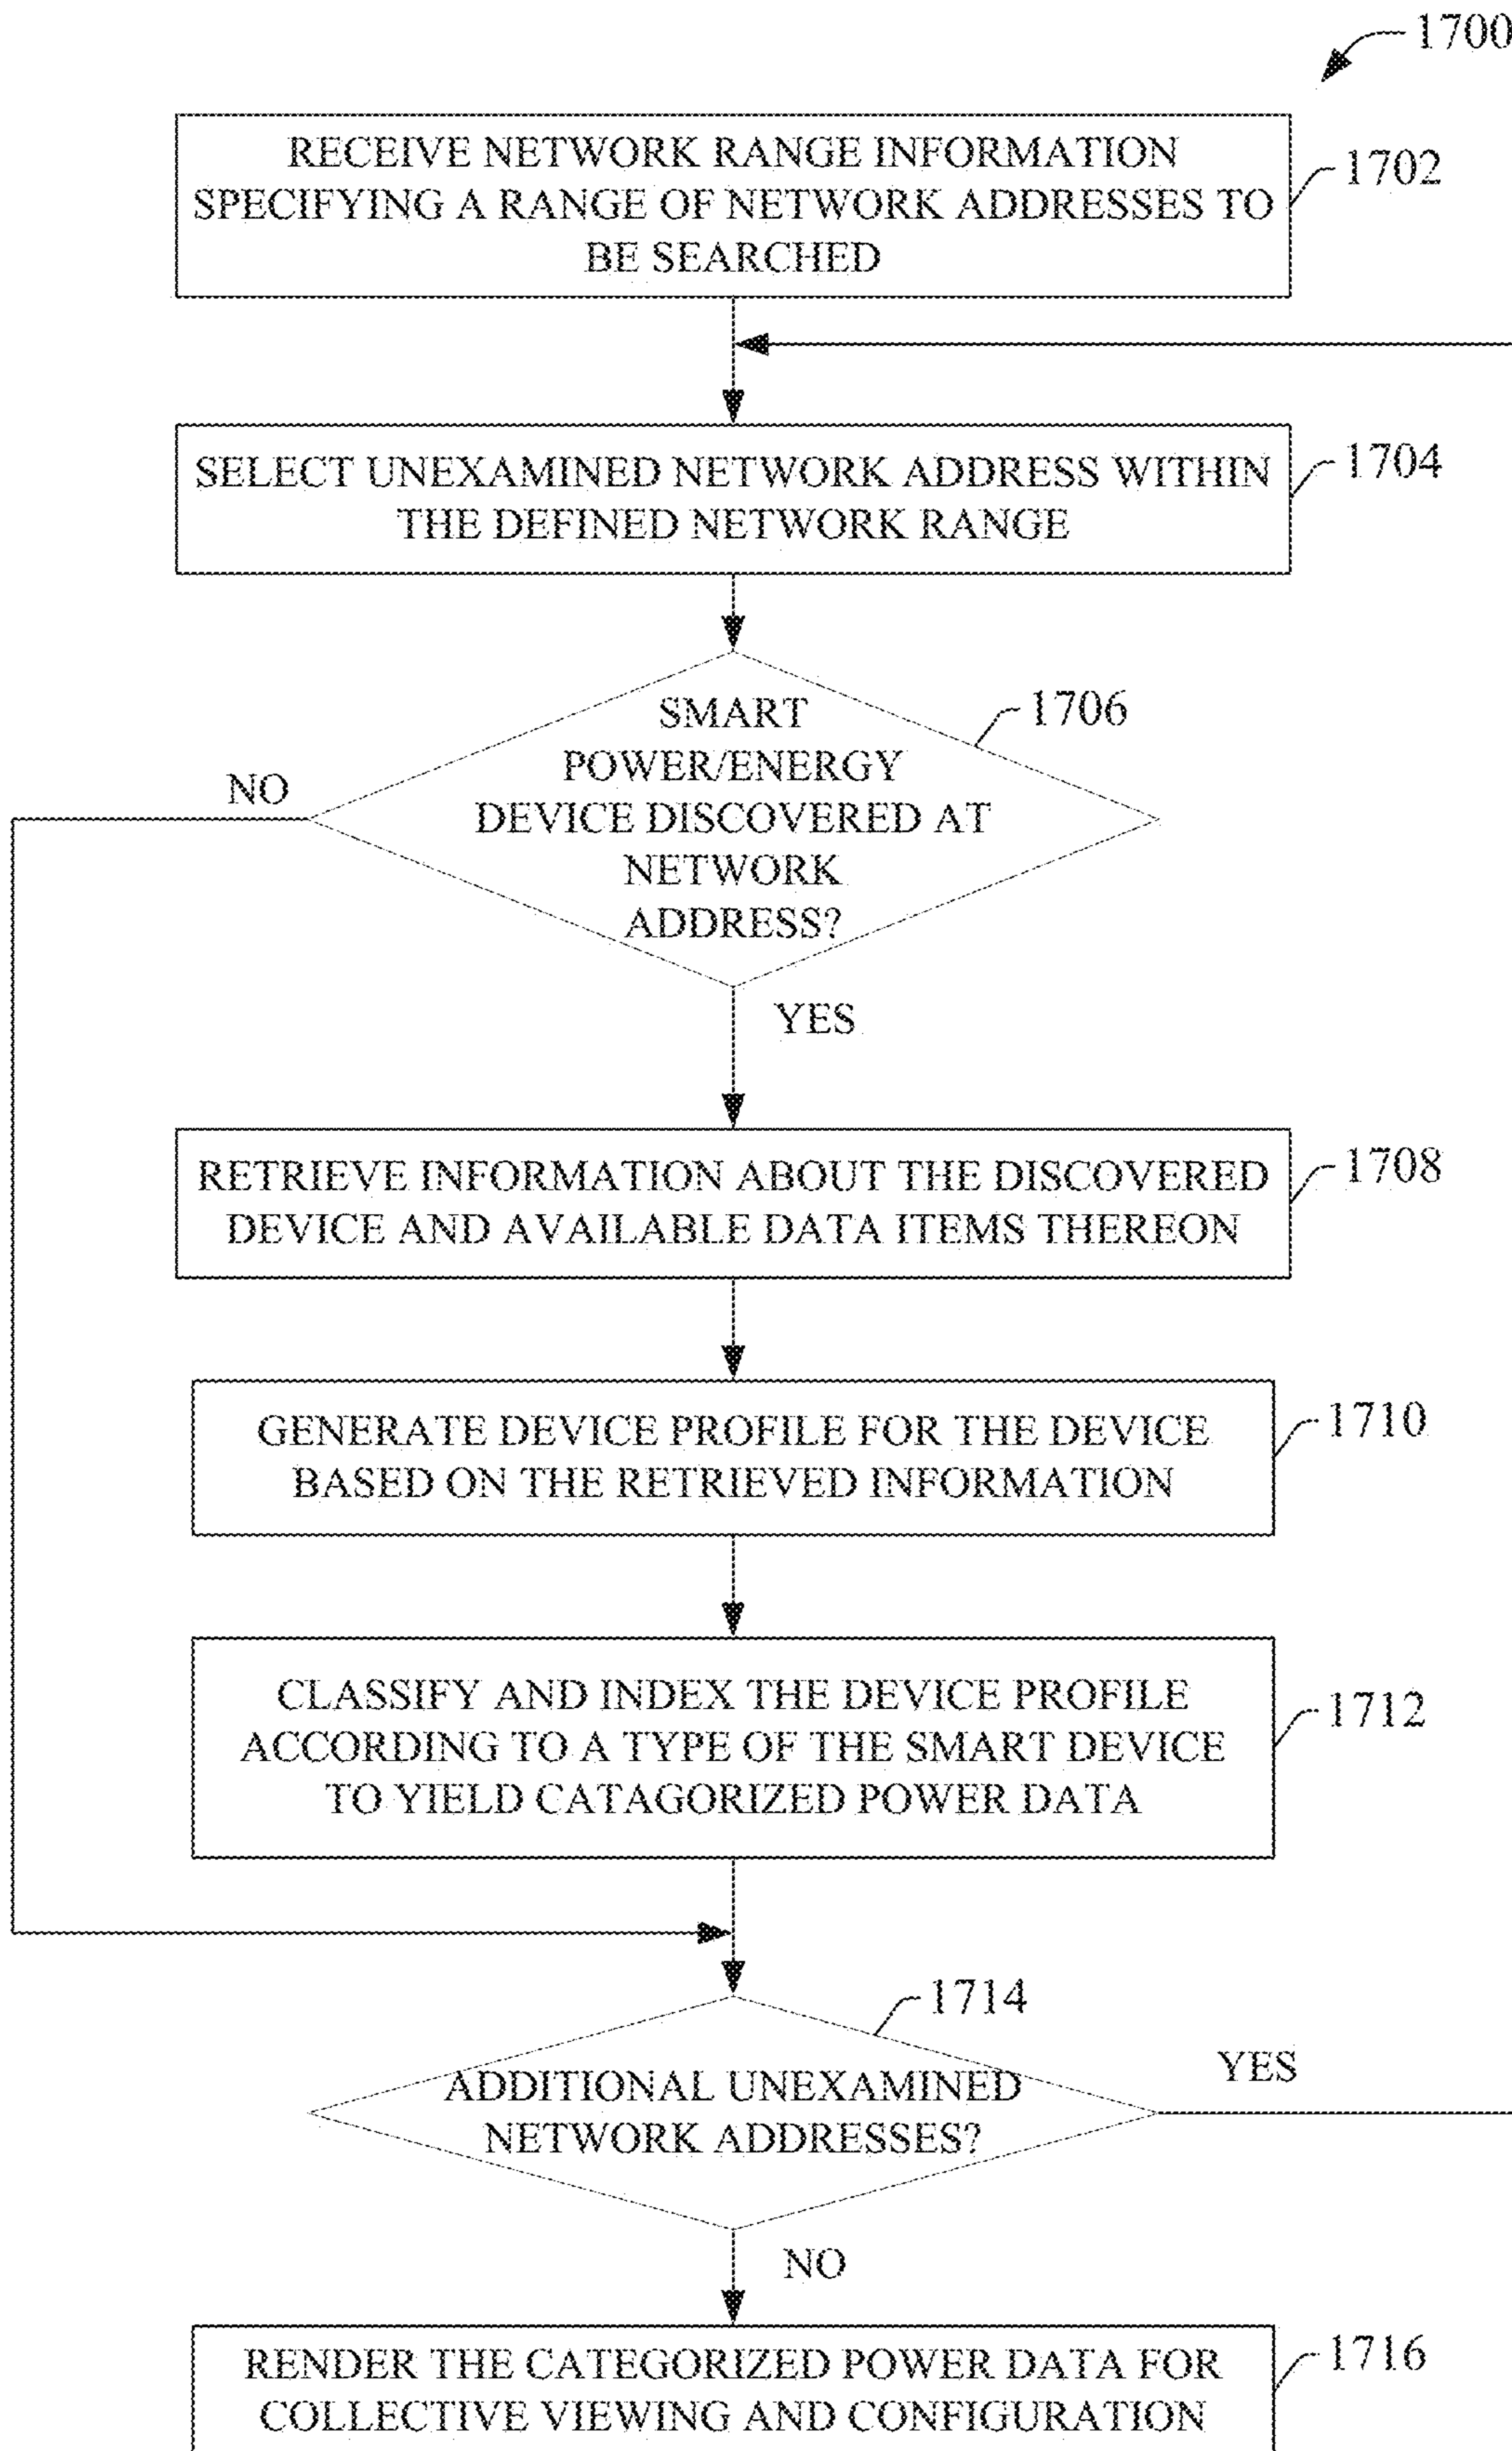 1700
RECEIVE NETWORK RANGE INFORMATION
SPECIFYING A RANGE OF NETWORK ADDRESSES TO
BE SEARCHED
1702
SELECT UNEXAMINED NETWORK ADDRESS WITHIN
THE DEFINED NETWORK RANGE
1704
SMART
POWER/ENERGY
DEVICE DISCOVERED AT
NETWORK
ADDRESS?
1706
NO
YES
RETRIEVE INFORMATION ABOUT THE DISCOVERED
DEVICE AND AVAILABLE DATA ITEMS THEREON
1708
GENERATE DEVICE PROFILE FOR THE DEVICE
BASED ON THE RETRIEVED INFORMATION
1710
CLASSIFY AND INDEX THE DEVICE PROFILE
ACCORDING TO A TYPE OF THE SMART DEVICE
TO YIELD CATAGORIZED POWER DATA
1712
1714
ADDITIONAL UNEXAMINED
NETWORK ADDRESSES?
YES
NO
RENDER THE CATEGORIZED POWER DATA FOR
COLLECTIVE VIEWING AND CONFIGURATION
1716